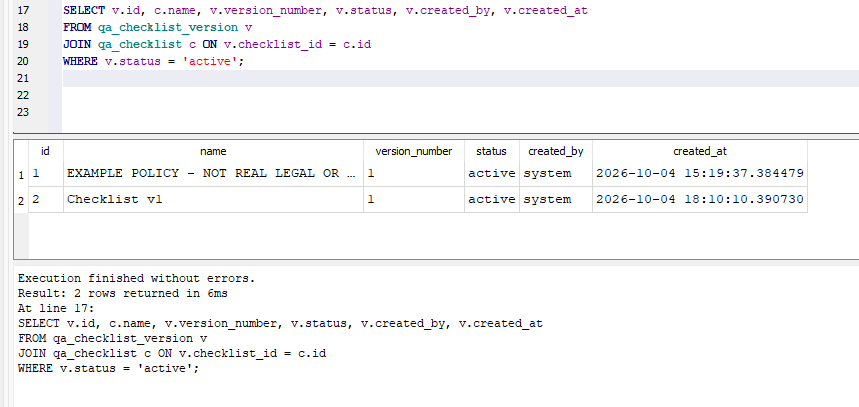 17 SELECT v.id, c.name, v.version_number, v.status, v.created_by, v.created_at
18 FROM qa_checklist_version v
19 JOIN qa_checklist c ON v.checklist_id = c.id
20 WHERE v.status = 'active';
21
22
23
id name version_number status created_by created_at
1 1 EXAMPLE POLICY - NOT REAL LEGAL OR ... 1 active system 2026-10-04 15:19:37.384479
2 2 Checklist v1 1 active system 2026-10-04 18:10:10.390730
Execution finished without errors.
Result: 2 rows returned in 6ms
At line 17:
SELECT v.id, c.name, v.version_number, v.status, v.created_by, v.created_at
FROM qa_checklist_version v
JOIN qa_checklist c ON v.checklist_id = c.id
WHERE v.status = 'active';